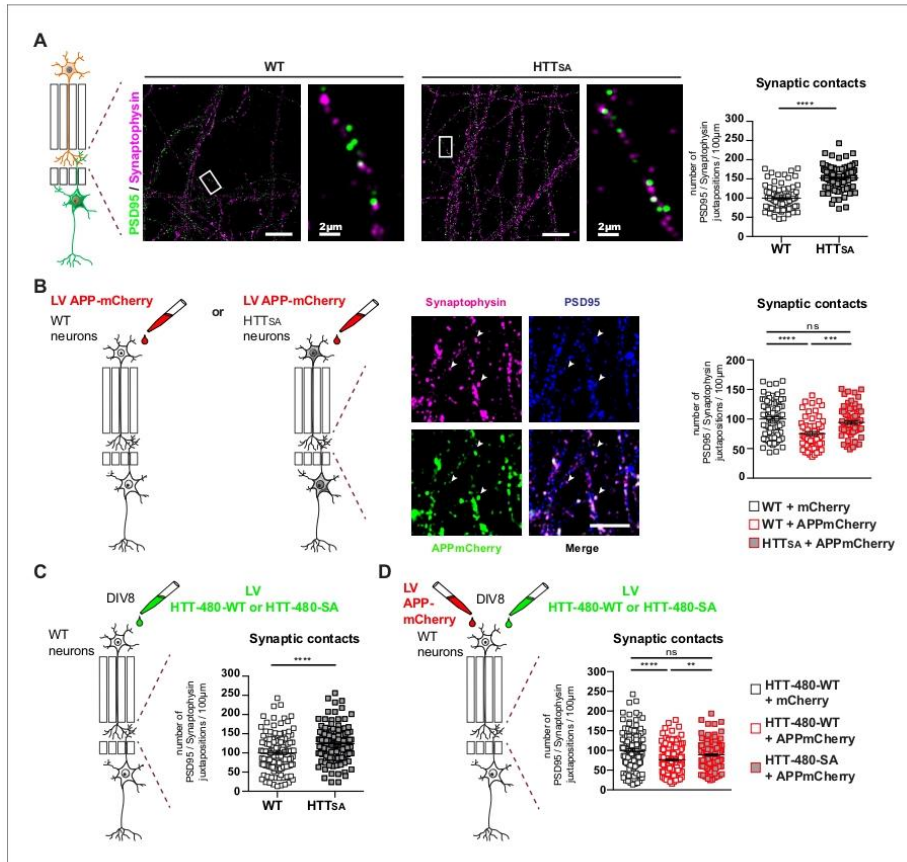 A
WT
HTTSA
PSD95 / Synaptophysin
2µm
2µm
Synaptic contacts
****
number of
PSD95 / Synaptophysin
juxtapositions / 100µm
300
250
200
150
100
50
0
WT
HTTSA
B
LV APP-mCherry
WT
neurons
or
LV APP-mCherry
HTTSA
neurons
Synaptophysin
PSD95
APPmCherry
Merge
Synaptic contacts
ns
****
***
number of
PSD95 / Synaptophysin
juxtapositions / 100µm
200
150
100
50
0
WT + mCherry
WT + APPmCherry
HTTSA + APPmCherry
C
DIV8
LV
HTT-480-WT or HTT-480-SA
WT
neurons
Synaptic contacts
****
number of
PSD95 / Synaptophysin
juxtapositions / 100µm
300
250
200
150
100
50
0
WT
HTTSA
D
LV
APP-
mCherry
DIV8
LV
HTT-480-WT or HTT-480-SA
WT
neurons
Synaptic contacts
ns
****
**
number of
PSD95 / Synaptophysin
juxtapositions / 100µm
300
250
200
150
100
50
0
HTT-480-WT
+ mCherry
HTT-480-WT
+ APPmCherry
HTT-480-SA
+ APPmCherry